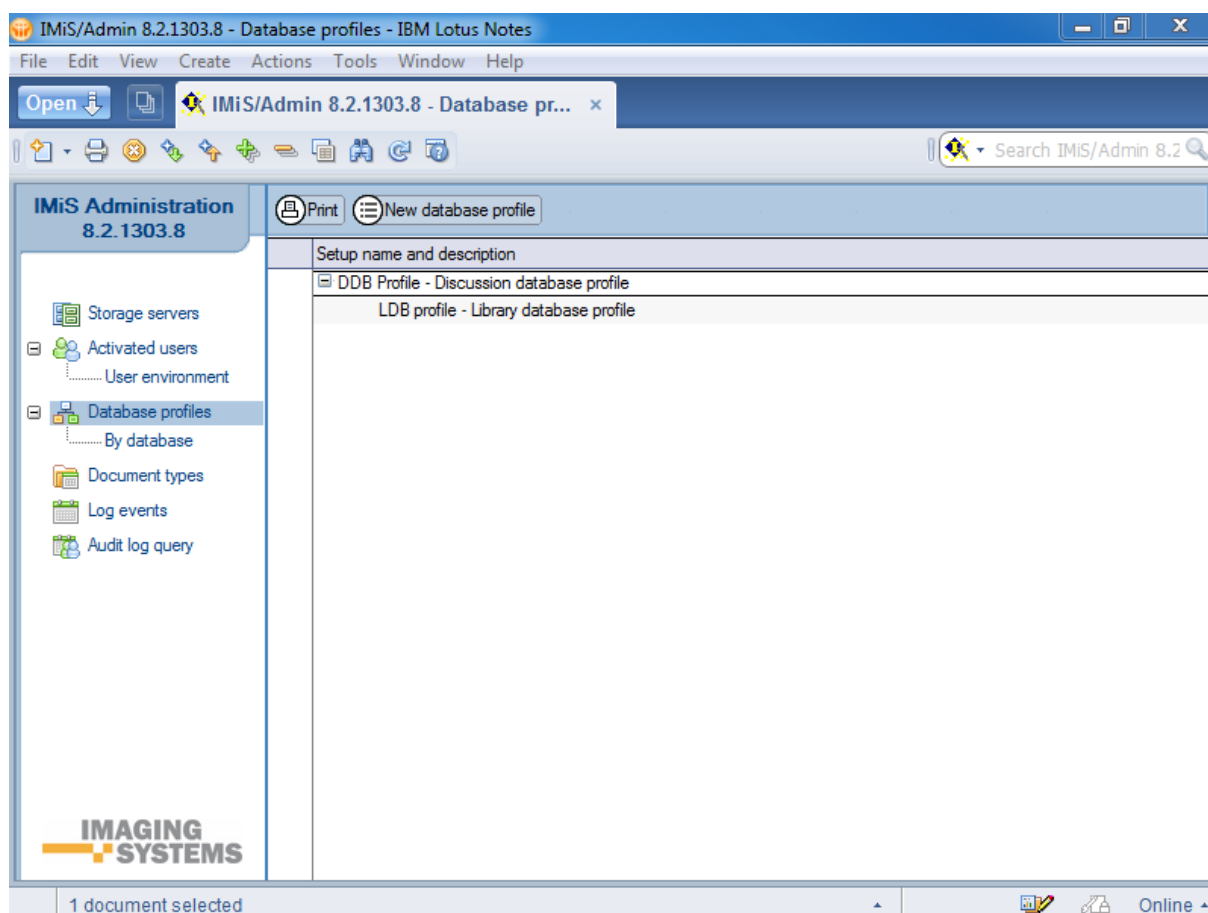 IMiS/Admin 8.2.1303.8 - Database profiles - IBM Lotus Notes
File Edit View Create Actions Tools Window Help
Open IMiS/Admin 8.2.1303.8 - Database pr...
Search IMiS/Admin 8.2
IMiS Administration
8.2.1303.8
Print New database profile
Setup name and description
DDB Profile - Discussion database profile
LDB profile - Library database profile
Storage servers
Activated users
User environment
Database profiles
By database
Document types
Log events
Audit log query
IMAGING
SYSTEMS
1 document selected
Online